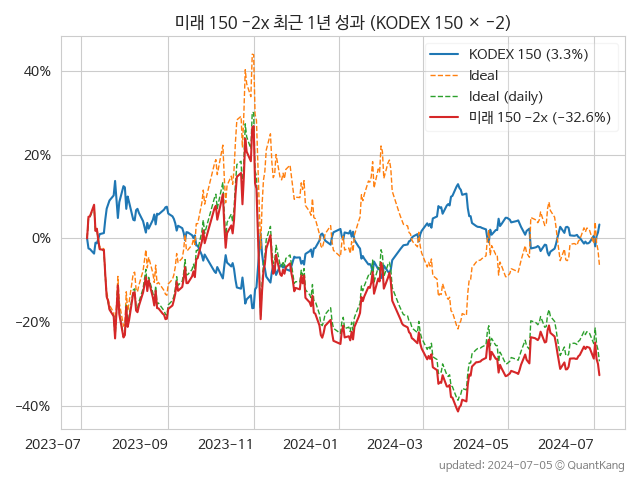 미래 150 −2x 최근 1년 성과 (KODEX 150 × −2)
KODEX 150 (3.3%)
Ideal
Ideal (daily)
미래 150 −2x (−32.6%)
40%
20%
0%
−20%
−40%
2023-07
2023-09
2023-11
2024-01
2024-03
2024-05
2024-07
updated: 2024-07-05 © QuantKang